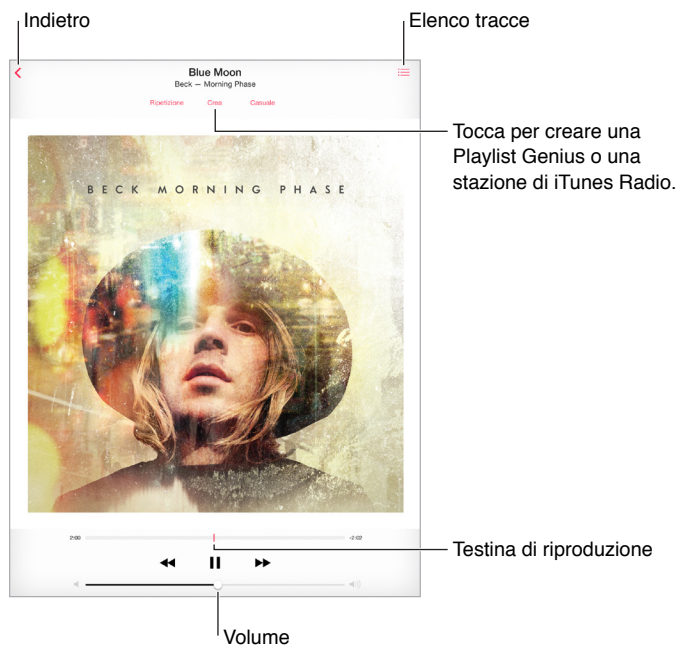 Indietro
Elenco tracce
Blue Moon
Beck — Morning Phase
Ripetizione Crea Casuale
Tocca per creare una
Playlist Genius o una
stazione di iTunes Radio.
BECK MORNING PHASE
2:00 -2:02
Testina di riproduzione
Volume